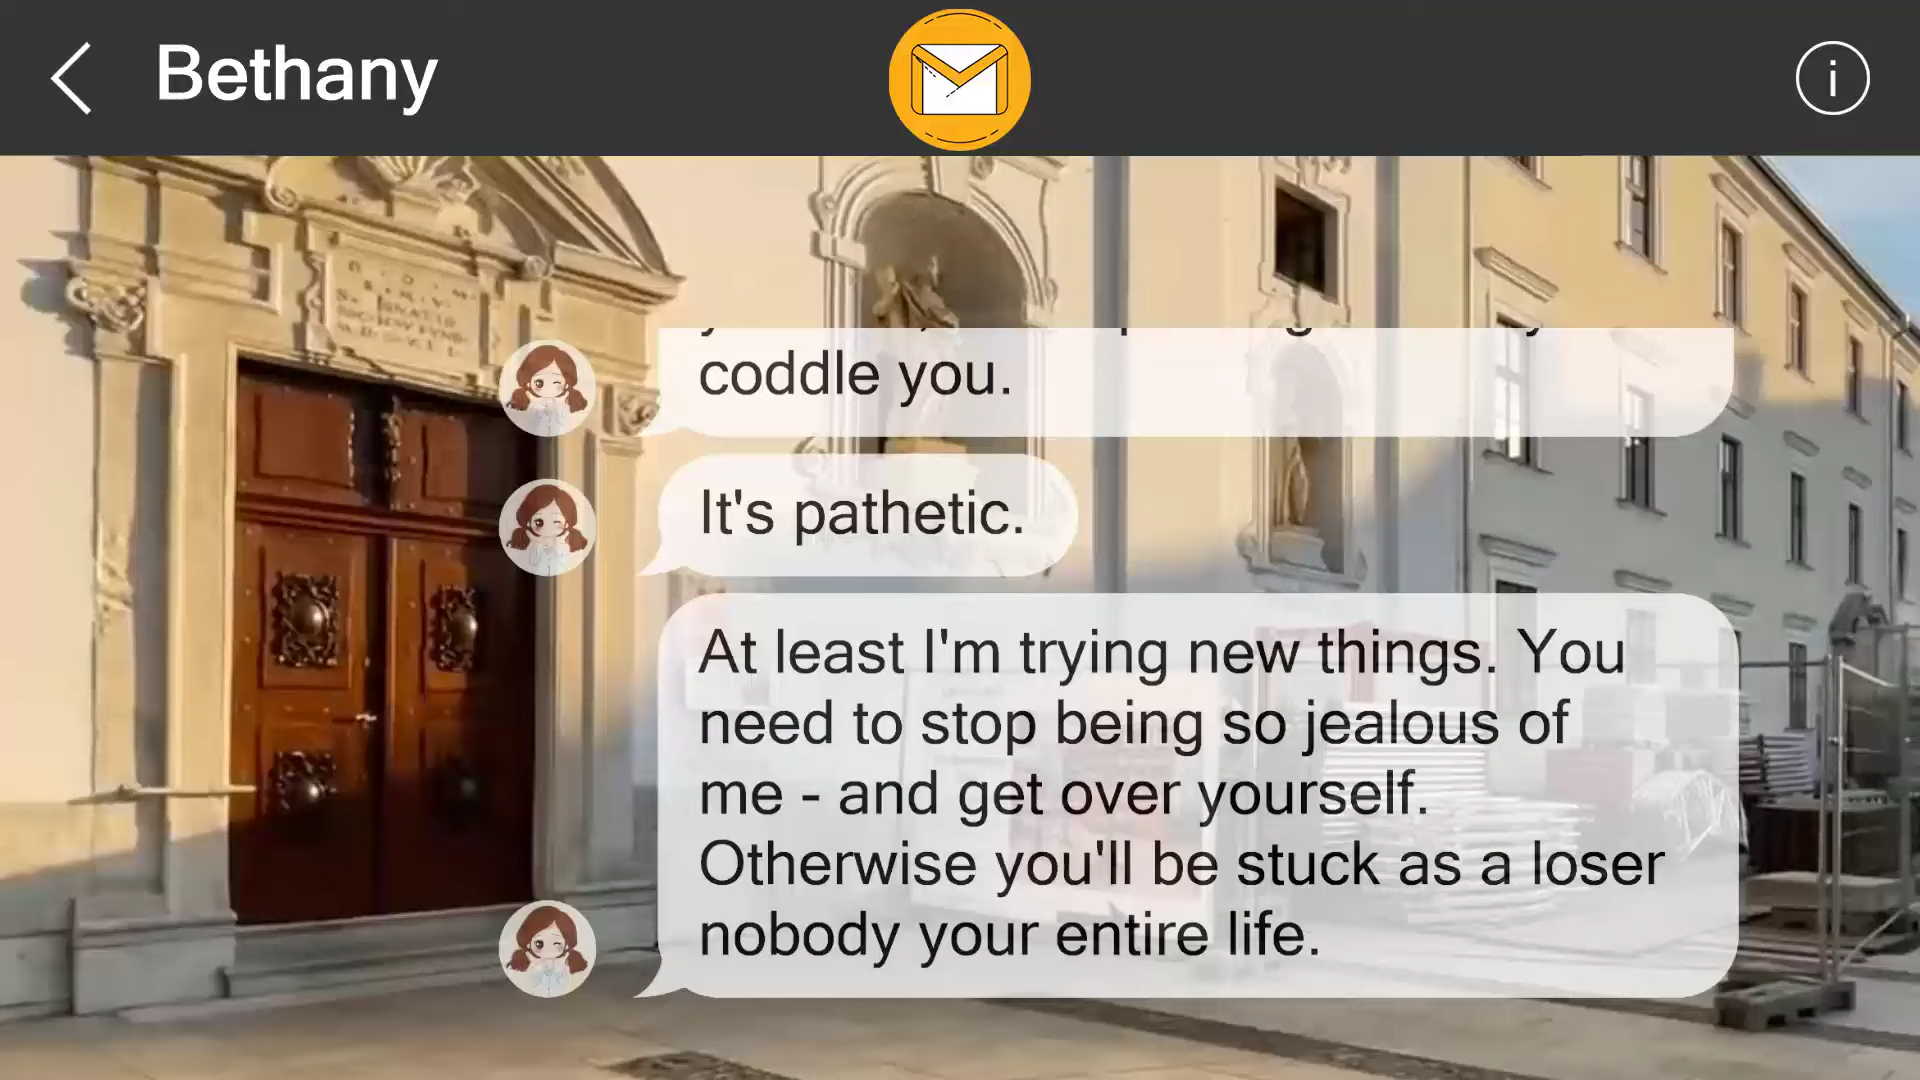 Bethany
coddle you.
It's pathetic.
At least I'm trying new things. You
need to stop being so jealous of
me - and get over yourself.
Otherwise you'll be stuck as a loser
nobody your entire life.